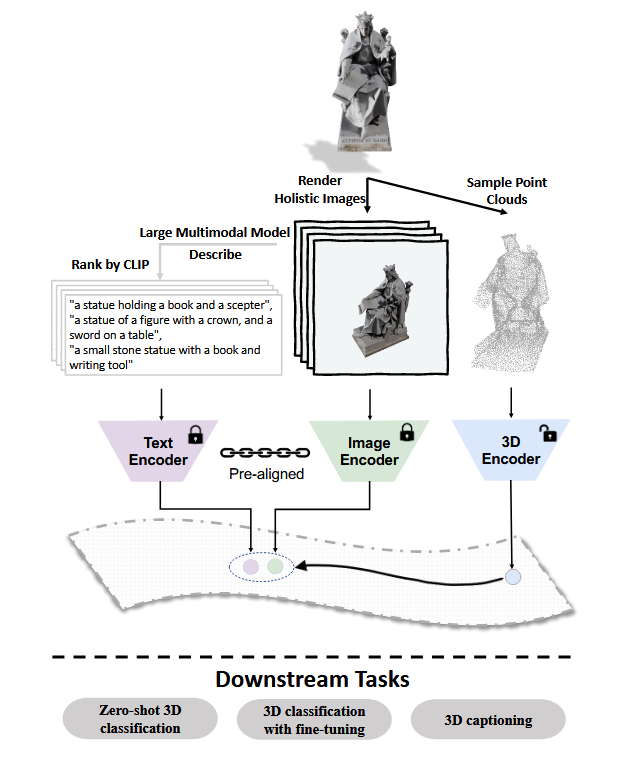 Render
Holistic Images
Sample Point
Clouds
Large Multimodal Model
Describe
Rank by CLIP
"a statue holding a book and a scepter",
"a statue of a figure with a crown, and a
sword on a table",
"a small stone statue with a book and
writing tool"
Text
Encoder
Pre-aligned
Image
Encoder
3D
Encoder
Downstream Tasks
Zero-shot 3D
classification
3D classification
with fine-tuning
3D captioning